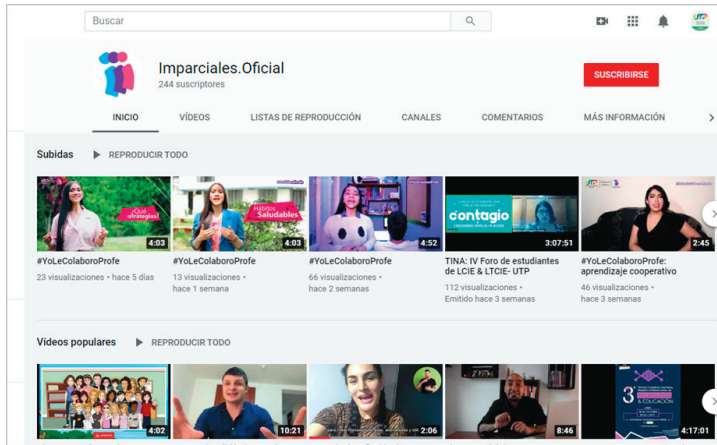 Buscar
UTP
Imparciales.Oficial
244 suscriptores
SUSCRIBIRSE
INICIO VÍDEOS LISTAS DE REPRODUCCIÓN CANALES COMENTARIOS MÁS INFORMACIÓN
Subidas REPRODUCIR TODO
¿Qué
estrategias?
4:03
Hábitos
Saludables
4:03
4:52
contagio
3:07:51
UTP
2:45
#YoLeColaboroProfe
23 visualizaciones • hace 5 días
#YoLeColaboroProfe
13 visualizaciones •
hace 1 semana
#YoLeColaboroProfe
66 visualizaciones •
hace 2 semanas
TINA: IV Foro de estudiantes
de LCIE & LTCIE- UTP
112 visualizaciones •
Emitido hace 3 semanas
#YoLeColaboroProfe:
aprendizaje cooperativo
46 visualizaciones •
hace 3 semanas
Vídeos populares REPRODUCIR TODO
4:02
10:21
2:06
8:46
3
& EDUCACIÓN
4:17:01